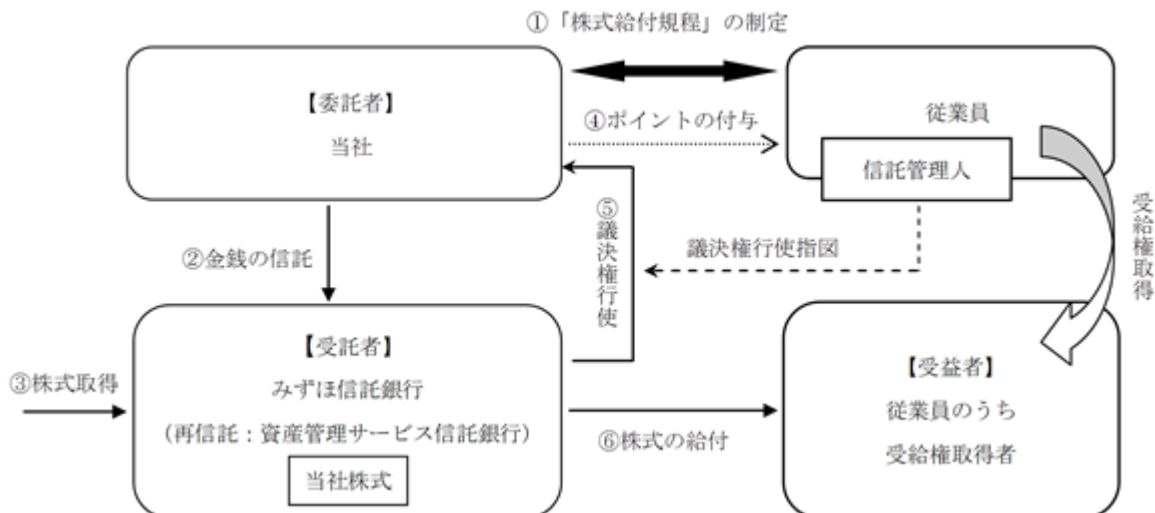 ①「株式給付規程」の制定
【委託者】
当社
④ポイントの付与
従業員
信託管理人
②金銭の信託
⑤議決権行使
議決権行使指図
受給権取得
③株式取得
【受託者】
みずほ信託銀行
（再信託：資産管理サービス信託銀行）
当社株式
⑥株式の給付
【受益者】
従業員のうち
受給権取得者